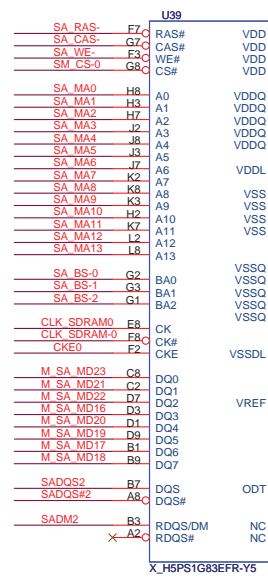 U39
SA_RAS- F7 RAS# VDD
SA_CAS- G7 CAS# VDD
SA_WE- F3 WE# VDD
SM_CS-0 G8 CS# VDD
SA_MA0 H8 A0 VDDQ
SA_MA1 H3 A1 VDDQ
SA_MA2 H7 A2 VDDQ
SA_MA3 J2 A3 VDDQ
SA_MA4 J8 A4 VDDQ
SA_MA5 J3 A5
SA_MA6 J7 A6 VDDL
SA_MA7 K2 A7
SA_MA8 K8 A8 VSS
SA_MA9 K3 A9 VSS
SA_MA10 H2 A10 VSS
SA_MA11 K7 A11 VSS
SA_MA12 L2 A12
SA_MA13 L8 A13
VSSQ
SA_BS-0 G2 BA0 VSSQ
SA_BS-1 G3 BA1 VSSQ
SA_BS-2 G1 BA2 VSSQ
VSSQ
CLK_SDRAM0 E8 CK
CLK_SDRAM-0 F8 CK#
CKE0 F2 CKE VSSDL
M_SA_MD23 C8 DQ0
M_SA_MD21 C2 DQ1
M_SA_MD22 D7 DQ2 VREF
M_SA_MD16 D3 DQ3
M_SA_MD20 D1 DQ4
M_SA_MD19 D9 DQ5
M_SA_MD17 B1 DQ6
M_SA_MD18 B9 DQ7
SADQS2 B7 DQS ODT
SADQS#2 A8 DQS#
SADM2 B3 RDQS/DM NC
A2 RDQS# NC
X_H5PS1G83EFR-Y5